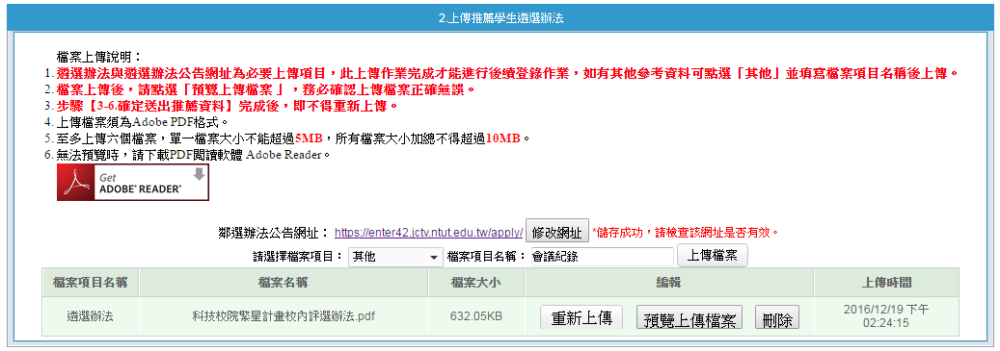 2.上傳推薦學生遴選辦法
檔案上傳說明：
1. 遴選辦法與遴選辦法公告網址為必要上傳項目，此上傳作業完成才能進行後續登錄作業，如有其他參考資料可點選「其他」並填寫檔案項目名稱後上傳。
2. 檔案上傳後，請點選「預覽上傳檔案 」，務必確認上傳檔案正確無誤。
3. 步驟【3-6.確定送出推薦資料】完成後，即不得重新上傳。
4. 上傳檔案須為Adobe PDF格式。
5. 至多上傳六個檔案，單一檔案大小不能超過5MB，所有檔案大小加總不得超過10MB。
6. 無法預覽時，請下載PDF閱讀軟體 Adobe Reader。
Get
ADOBE® READER®
鄰選辦法公告網址： https://enter42.jctv.ntut.edu.tw/apply/ 修改網址 *儲存成功，請檢查該網址是否有效。
請選擇檔案項目： 其他 檔案項目名稱： 會議紀錄 上傳檔案
檔案項目名稱 檔案名稱 檔案大小 編輯 上傳時間
遴選辦法 科技校院繁星計畫校內評選辦法.pdf 632.05KB 重新上傳 預覽上傳檔案 刪除 2016/12/19 下午
02:24:15